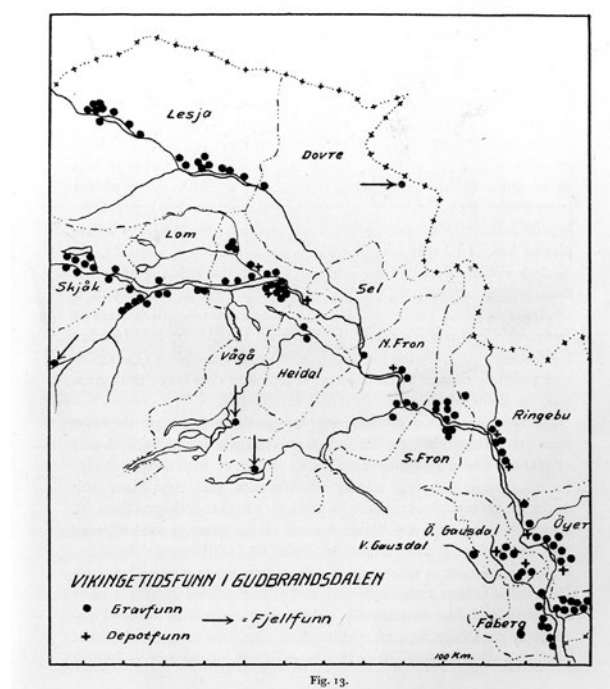 Lesja
Dovre
Lom
Skjåk
Sel
Vågå
Heidal
N.Fron
Ringebu
S.Fron
Ö. Gausdal
Öyer
V. Gausdal
VIKINGETIDSFUNN I GUDBRANDSDALEN
Gravfunn
= Fjellfunn
Depotfunn
Fåberg
100 Km.
Fig. 13.